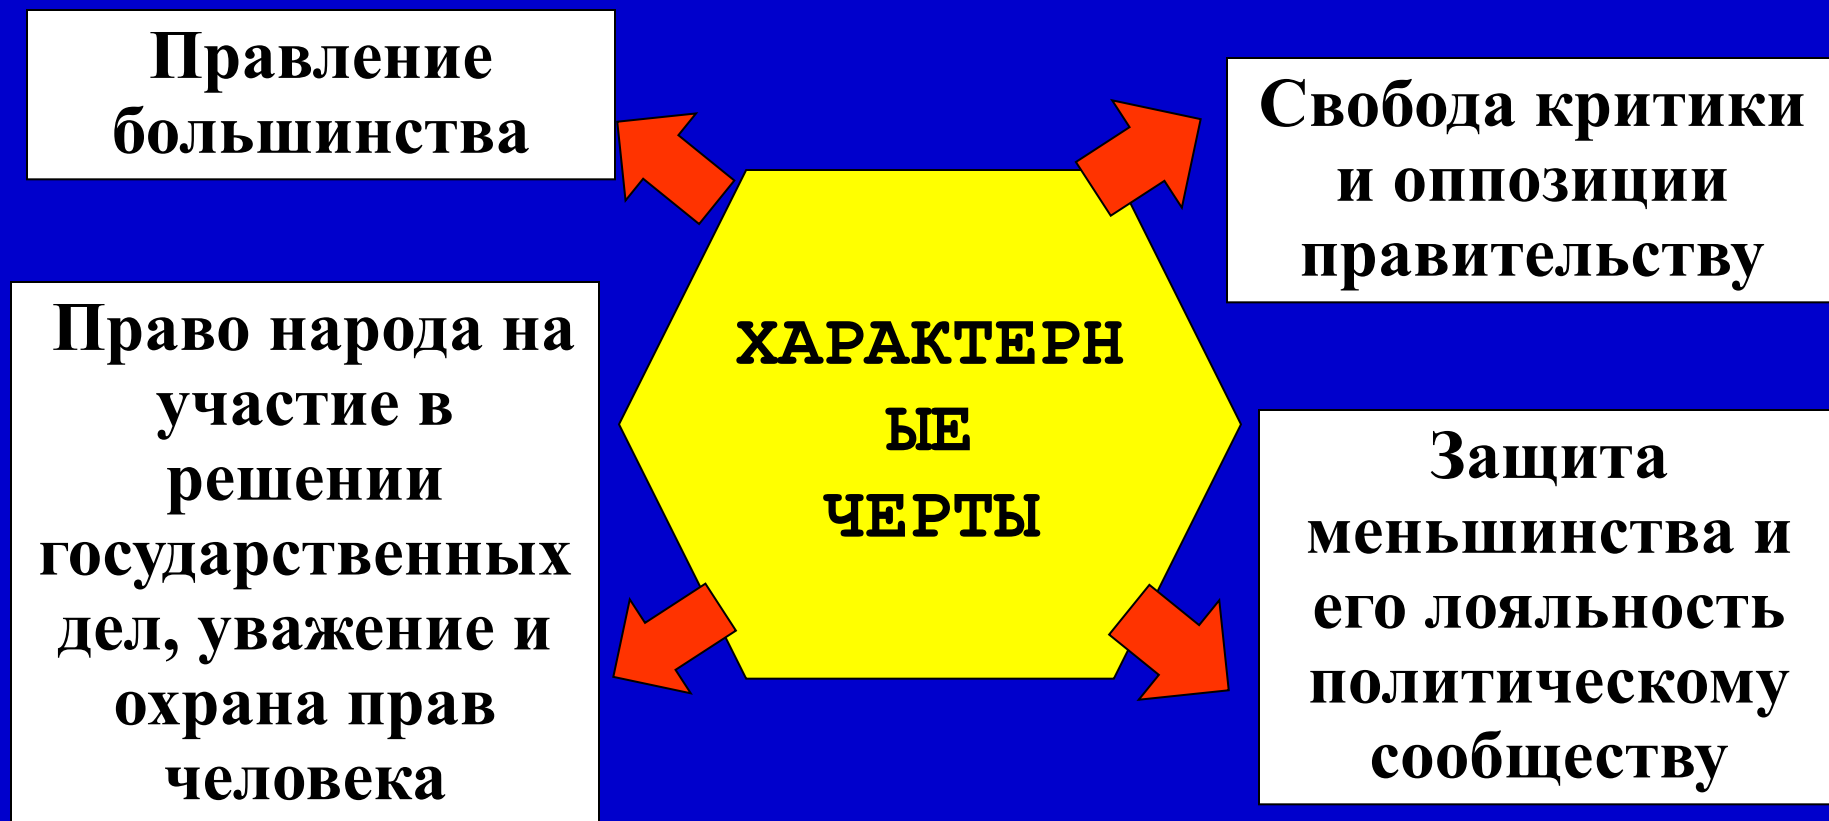 Правление
большинства
Свобода критики
и оппозиции
правительству
Право народа на
участие в
решении
государственных
дел, уважение и
охрана прав
человека
ХАРАКТЕРН
ЫЕ
ЧЕРТЫ
Защита
меньшинства и
его лояльность
политическому
сообществу